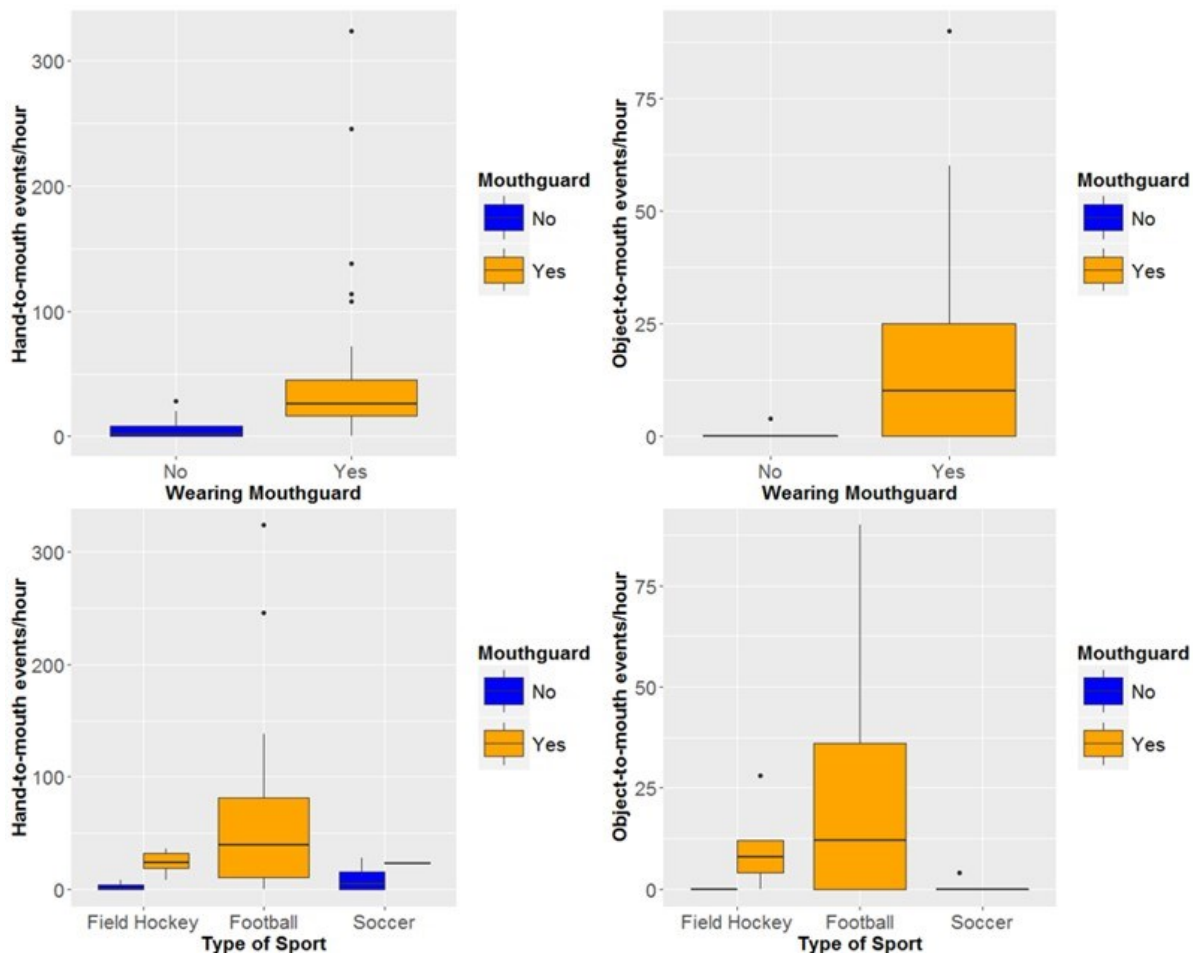 Hand-to-mouth events/hour
300
200
100
0
No
Yes
Wearing Mouthguard
Mouthguard
No
Yes
Object-to-mouth events/hour
75
50
25
0
No
Yes
Wearing Mouthguard
Mouthguard
No
Yes
Hand-to-mouth events/hour
300
200
100
0
Field Hockey
Football
Soccer
Type of Sport
Mouthguard
No
Yes
Object-to-mouth events/hour
75
50
25
0
Field Hockey
Football
Soccer
Type of Sport
Mouthguard
No
Yes